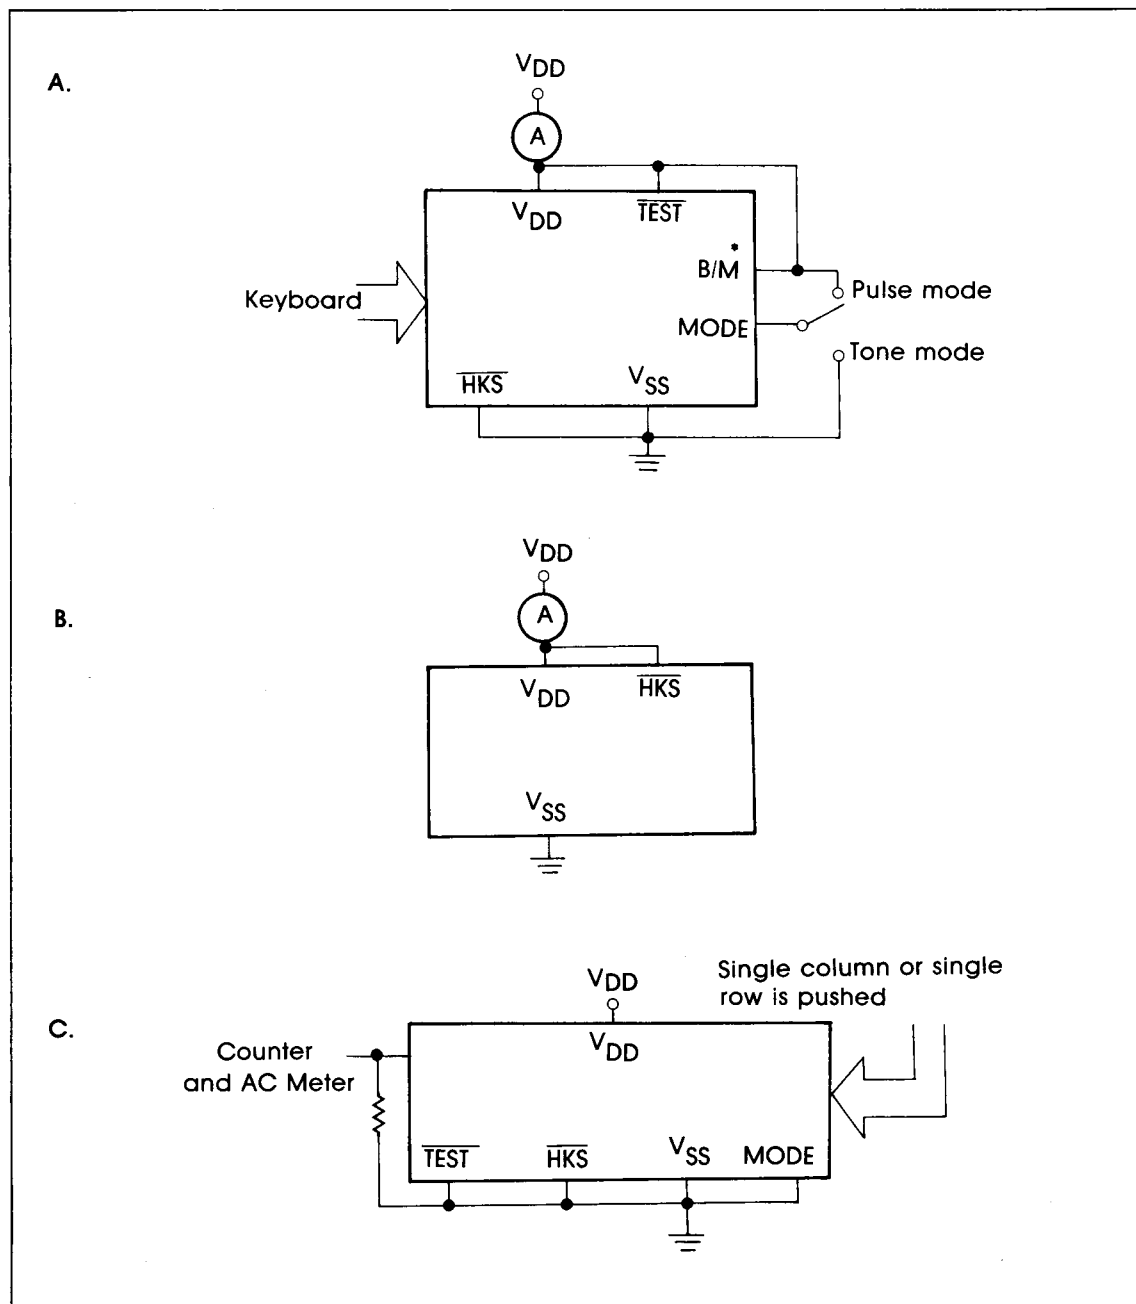 A.
VDD
A
VDD
TEST
B/M*
Keyboard
Pulse mode
MODE
Tone mode
HKS
VSS
B.
VDD
A
VDD
HKS
VSS
C.
VDD
Single column or single
row is pushed
VDD
Counter
and AC Meter
TEST
HKS
VSS
MODE